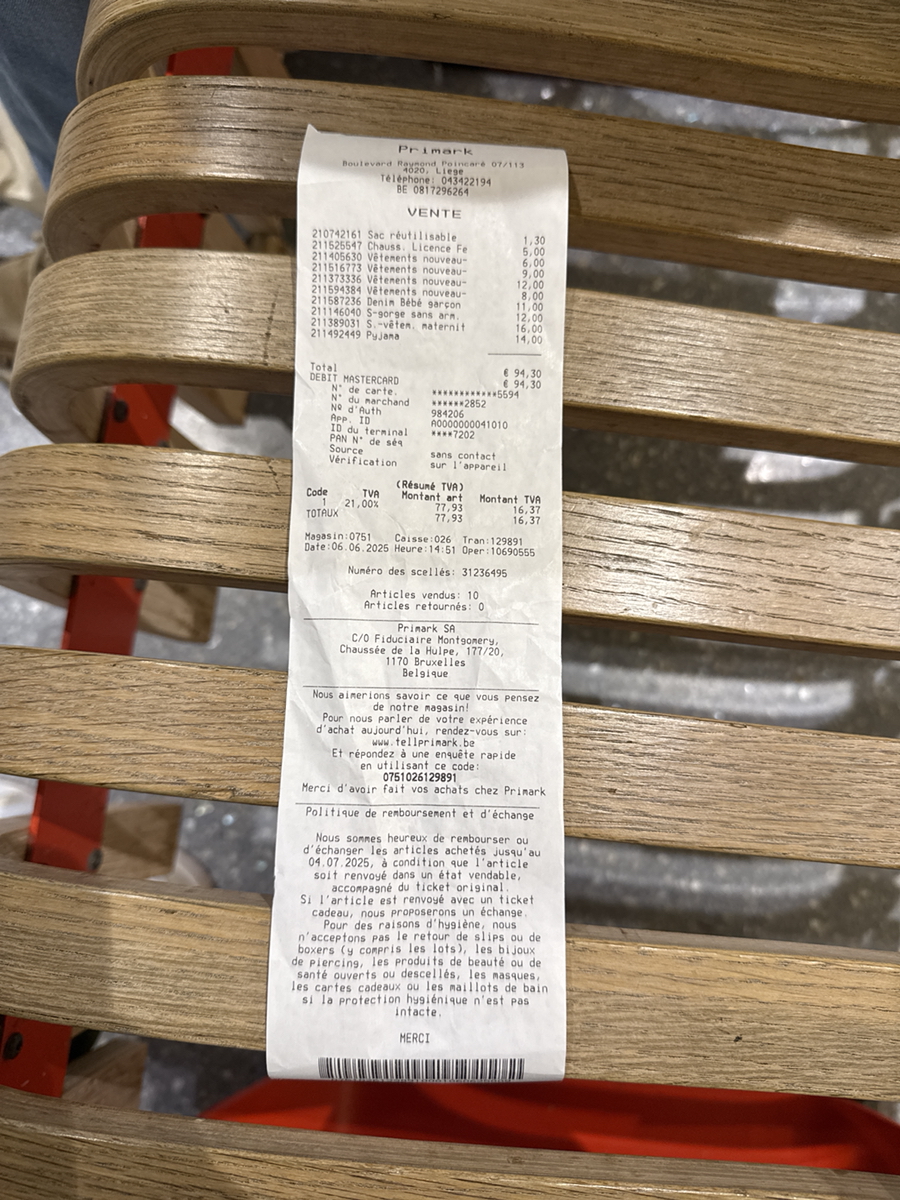 Primark
Boulevard Raymond Poincaré 07/113
4020, Liege
Téléphone: 043422194
BE 0817296264
VENTE
210742161 Sac réutilisable 1,30
211525547 Chauss. Licence Fe 5,00
211405630 Vêtements nouveau- 6,00
211516773 Vêtements nouveau- 9,00
211373336 Vêtements nouveau- 12,00
211594384 Vêtements nouveau- 8,00
211587236 Denim Bébé garcon 11,00
211146040 S-gorge sans arm. 12,00
211389031 S.-vêtem. maternit 16,00
211492449 Pyjama 14,00
Total € 94,30
DEBIT MASTERCARD € 94,30
N° de carte. ************5594
N° du marchand ******2852
Nº d'Auth 984206
App. ID A0000000041010
ID du terminal ****7202
PAN N° de séq
Source sans contact
Vérification sur l'appareil
(Résumé TVA)
Code TVA Montant art Montant TVA
1 21,00% 77,93 16,37
TOTAUX 77,93 16,37
Magasin:0751 Caisse:026 Tran:129891
Date:06.06.2025 Heure:14:51 Oper:10690555
Numéro des scellés: 31236495
Articles vendus: 10
Articles retournés: 0
Primark SA
C/O Fiduciaire Montgomery,
Chaussée de la Hulpe, 177/20,
1170 Bruxelles
Belgique
Nous aimerions savoir ce que vous pensez
de notre magasin!
Pour nous parler de votre expérience
d'achat aujourd'hui, rendez-vous sur:
www.tellprimark.be
Et répondez à une enquête rapide
en utilisant ce code:
0751026129891
Merci d'avoir fait vos achats chez Primark
Politique de remboursement et d'échange
Nous sommes heureux de rembourser ou
d'échanger les articles achetés jusqu'au
04.07.2025, à condition que l'article
soit renvoyé dans un état vendable,
accompagné du ticket original.
Si l'article est renvoyé avec un ticket
cadeau, nous proposerons un échange.
Pour des raisons d'hygiène, nous
n'acceptons pas le retour de slips ou de
boxers (y compris les lots), les bijoux
de piercing, les produits de beauté ou de
santé ouverts ou descellés, les masques,
les cartes cadeaux ou les maillots de bain
si la protection hygiénique n'est pas
intacte.
MERCI